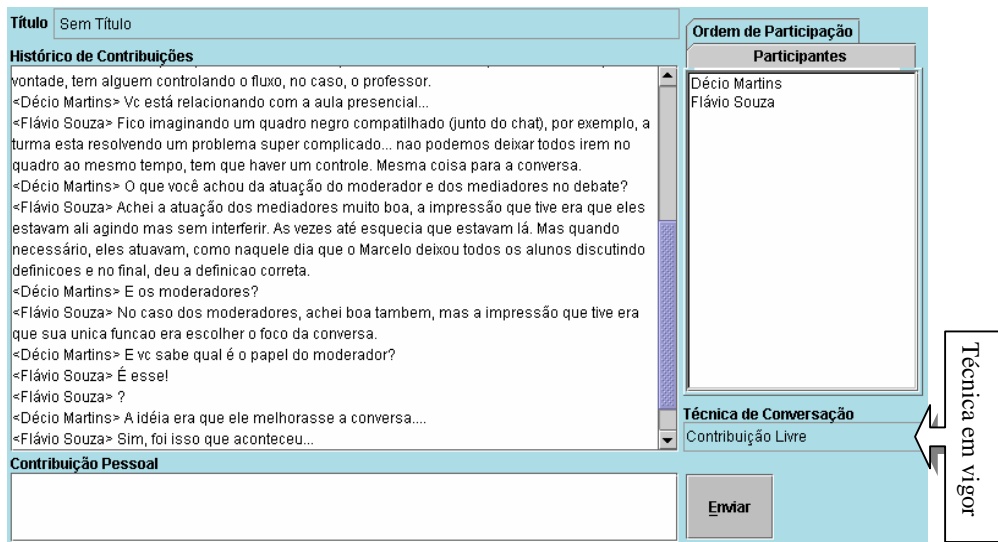 Título Sem Título
Histórico de Contribuições
vontade, tem alguem controlando o fluxo, no caso, o professor.
<Décio Martins> Vc está relacionando com a aula presencial...
<Flávio Souza> Fico imaginando um quadro negro compatilhado (junto do chat), por exemplo, a
turma esta resolvendo um problema super complicado... nao podemos deixar todos irem no
quadro ao mesmo tempo, tem que haver um controle. Mesma coisa para a conversa.
<Décio Martins> O que você achou da atuação do moderador e dos mediadores no debate?
<Flávio Souza> Achei a atuação dos mediadores muito boa, a impressão que tive era que eles
estavam ali agindo mas sem interferir. As vezes até esquecia que estavam lá. Mas quando
necessário, eles atuavam, como naquele dia que o Marcelo deixou todos os alunos discutindo
definicoes e no final, deu a definicao correta.
<Décio Martins> E os moderadores?
<Flávio Souza> No caso dos moderadores, achei boa tambem, mas a impressão que tive era
que sua unica funcao era escolher o foco da conversa.
<Décio Martins> E vc sabe qual é o papel do moderador?
<Flávio Souza> É esse!
<Flávio Souza> ?
<Décio Martins> A idéia era que ele melhorasse a conversa....
<Flávio Souza> Sim, foi isso que aconteceu...
Contribuição Pessoal
Ordem de Participação
Participantes
Décio Martins
Flávio Souza
Técnica de Conversação
Contribuição Livre
Enviar
Técnica em vigor